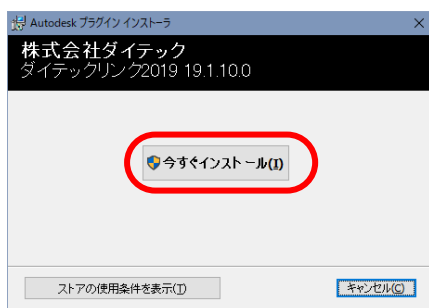 Autodesk プラグイン インストーラ
株式会社ダイテック
ダイテックリンク2019 19.1.10.0
今すぐインストール(I)
ストアの使用条件を表示(T)
キャンセル(C)